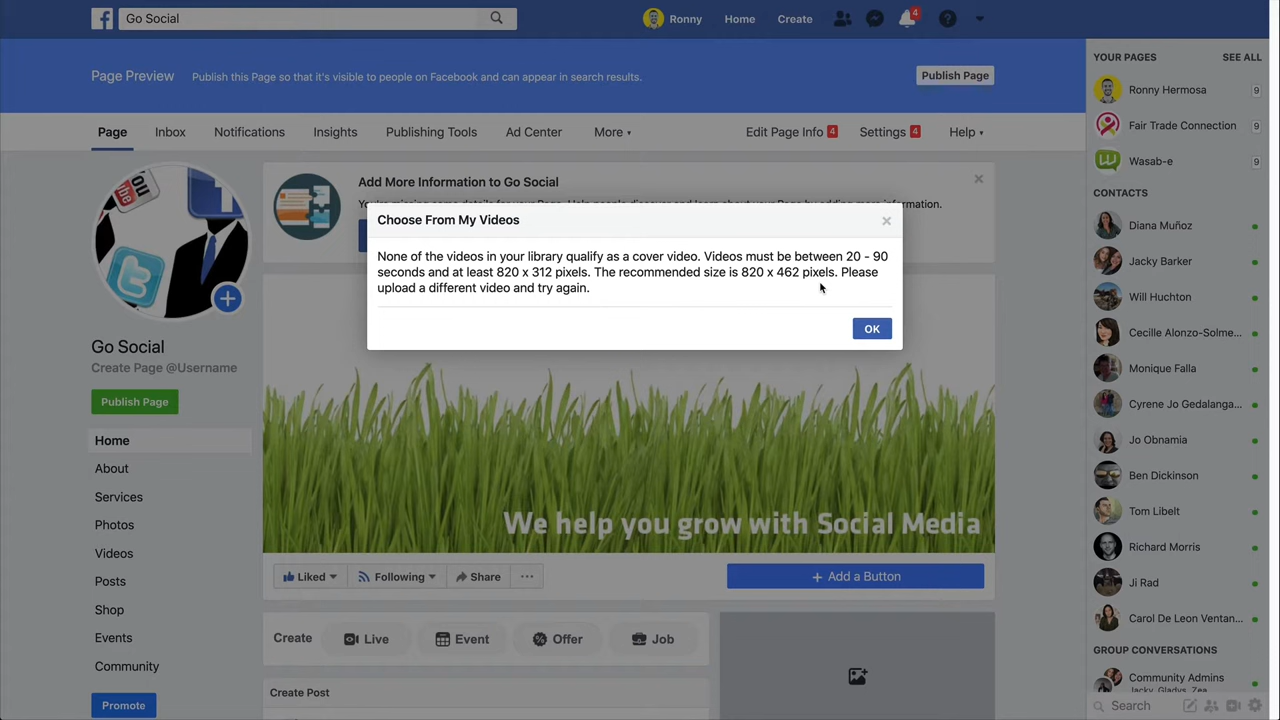 Go Social
Ronny
Home
Create
4
Page Preview
Publish this Page so that it's visible to people on Facebook and can appear in search results.
Publish Page
Page
Inbox
Notifications
Insights
Publishing Tools
Ad Center
More
Edit Page Info 4
Settings 4
Help
Add More Information to Go Social
Choose From My Videos
None of the videos in your library qualify as a cover video. Videos must be between 20 - 90
seconds and at least 820 x 312 pixels. The recommended size is 820 x 462 pixels. Please
upload a different video and try again.
OK
You
Go Social
Create Page @Username
Publish Page
Home
About
Services
Photos
Videos
Posts
Shop
Events
Community
Promote
We help you grow with Social Media
Liked
Following
Share
+ Add a Button
Create
Live
Event
Offer
Job
Create Post
YOUR PAGES
SEE ALL
Ronny Hermosa
9
Fair Trade Connection
9
Wasab-e
9
CONTACTS
Diana Muñoz
Jacky Barker
Will Huchton
Cecille Alonzo-Solme...
Monique Falla
Cyrene Jo Gedalanga...
Jo Obnamia
Ben Dickinson
Tom Libelt
Richard Morris
Ji Rad
Carol De Leon Ventan...
GROUP CONVERSATIONS
Community Admins
Jacky, Gladys, Zea
Search